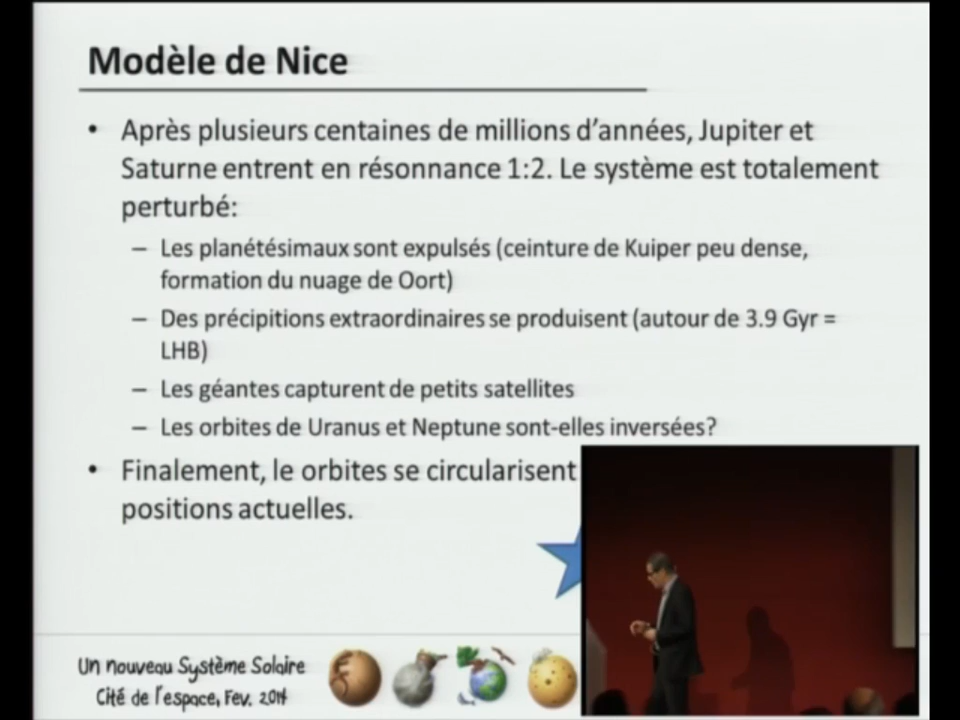 Modèle de Nice
• Après plusieurs centaines de millions d’années, Jupiter et
Saturne entrent en résonnance 1:2. Le système est totalement
perturbé:
– Les planétésimaux sont expulsés (ceinture de Kuiper peu dense,
formation du nuage de Oort)
– Des précipitions extraordinaires se produisent (autour de 3.9 Gyr =
LHB)
– Les géantes capturent de petits satellites
– Les orbites de Uranus et Neptune sont-elles inversées?
• Finalement, le orbites se circularisent
positions actuelles.
Un nouveau Système Solaire
Cité de l'espace, Fev. 2014